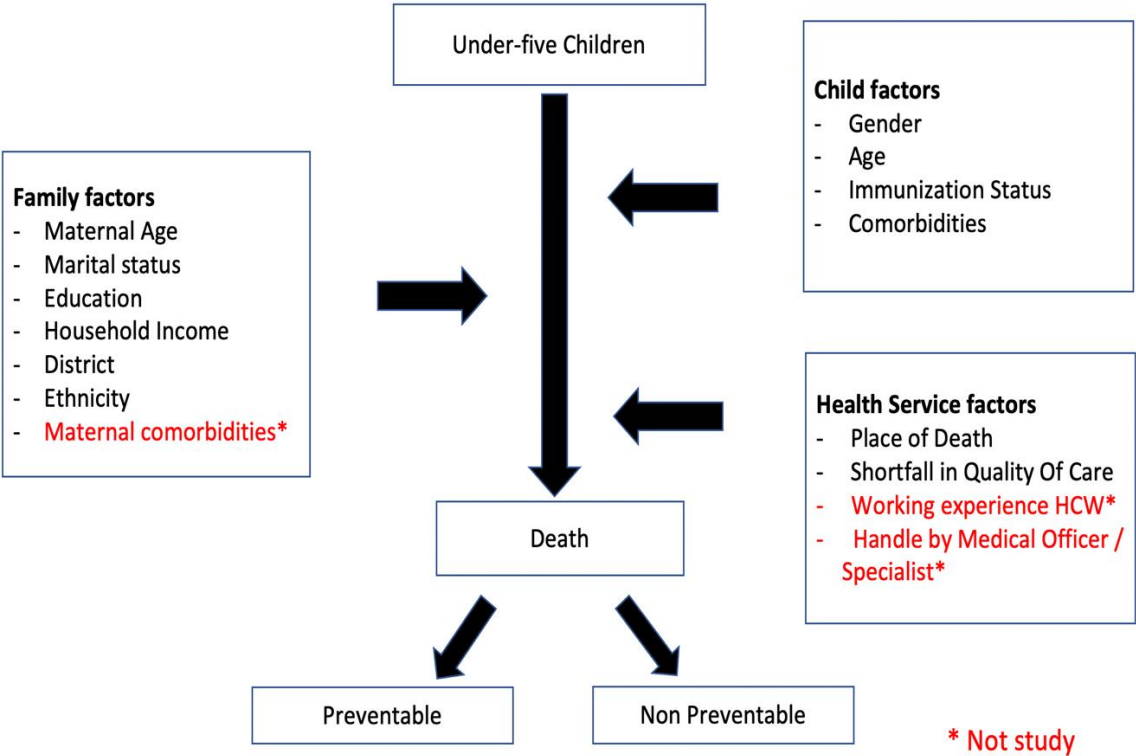 Under-five Children
Child factors
- Gender
- Age
- Immunization Status
- Comorbidities
Family factors
- Maternal Age
- Marital status
- Education
- Household Income
- District
- Ethnicity
- Maternal comorbidities*
Health Service factors
- Place of Death
- Shortfall in Quality Of Care
- Working experience HCW*
- Handle by Medical Officer /
Specialist*
Death
Preventable
Non Preventable
* Not study